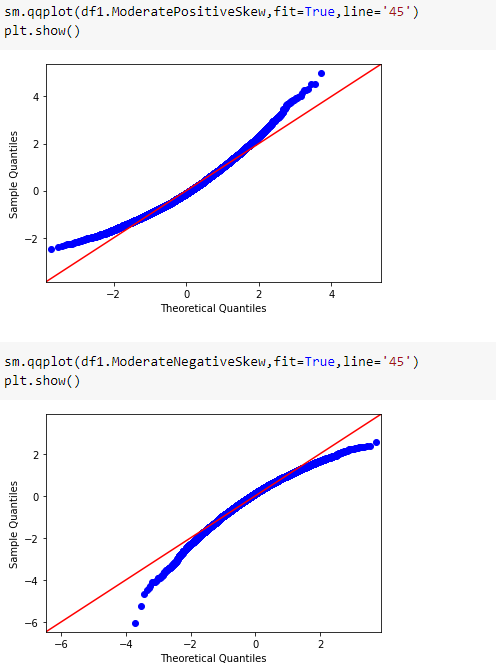 sm.qqplot(df1.ModeratePositiveSkew,fit=True,line='45')
plt.show()
4
2
0
−2
Sample Quantiles
−2 0 2 4
Theoretical Quantiles
sm.qqplot(df1.ModerateNegativeSkew,fit=True,line='45')
plt.show()
2
0
−2
−4
−6
Sample Quantiles
−6 −4 −2 0 2
Theoretical Quantiles